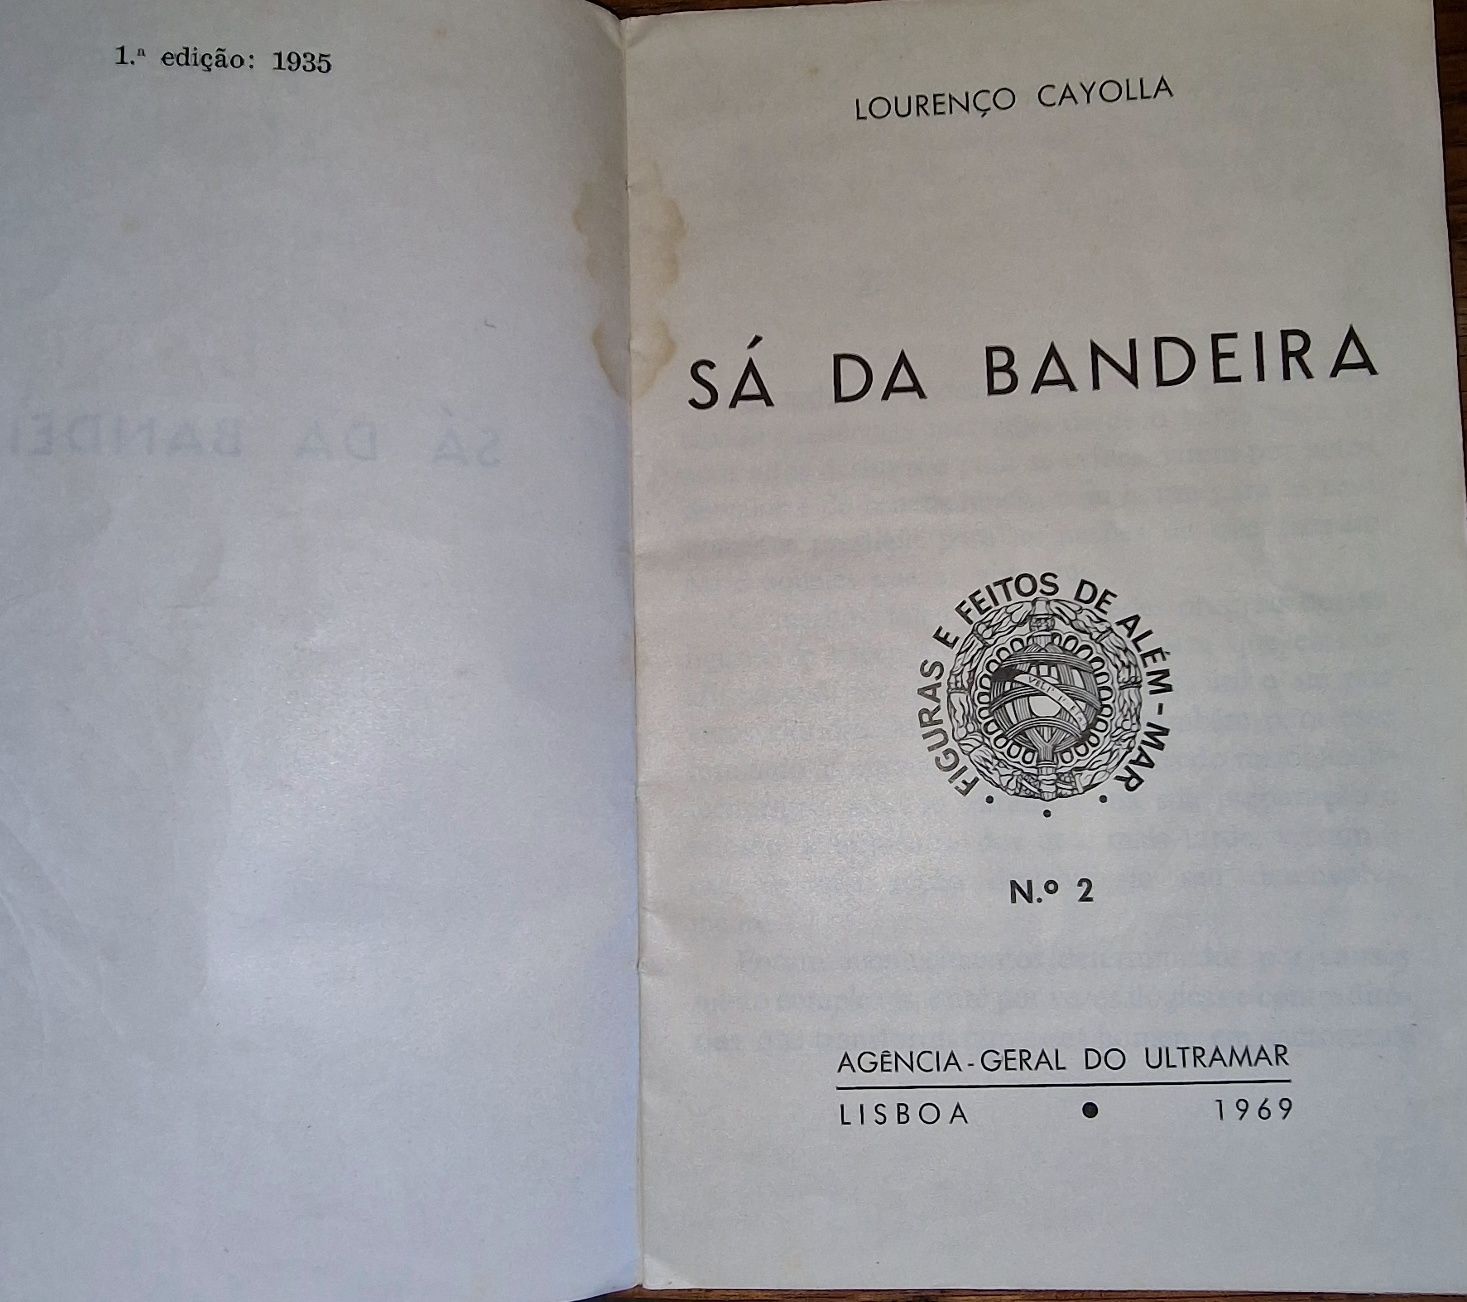 1.ª edição: 1935
LOURENÇO CAYOLLA
SÁ DA BANDEIRA
FIGURAS E FEITOS DE ALÉM-MAR
N.º 2
AGÊNCIA-GERAL DO ULTRAMAR
LISBOA • 1969